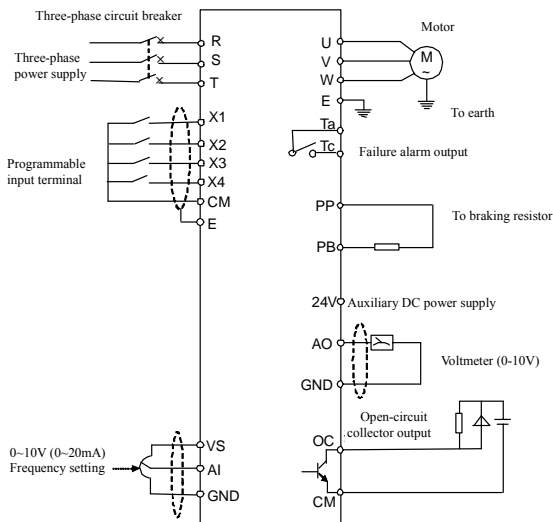 Three-phase circuit breaker
Three-phase
power supply
R
S
T
X1
X2
X3
X4
CM
E
Programmable
input terminal
0~10V (0~20mA)
Frequency setting
VS
AI
GND
U
V
W
E
Motor
M
~
To earth
Ta
Tc
Failure alarm output
PP
PB
To braking resistor
24V
Auxiliary DC power supply
AO
GND
Voltmeter (0-10V)
Open-circuit
collector output
OC
CM